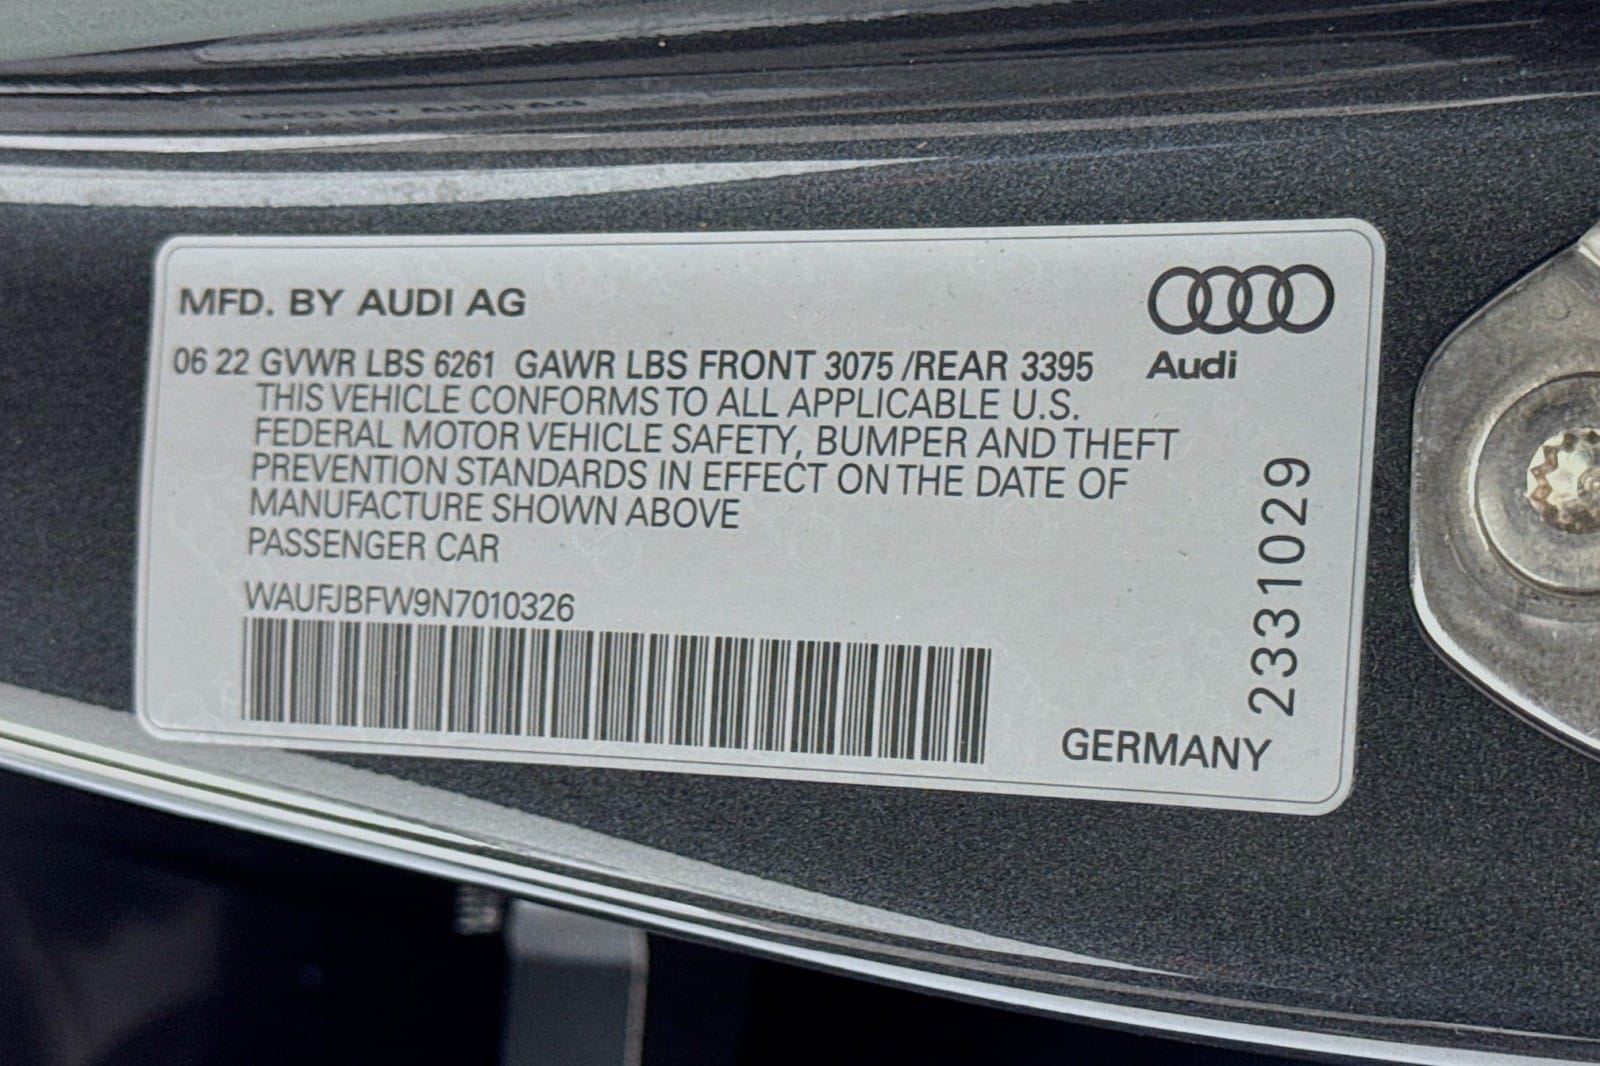 MFD. BY AUDI AG
06 22 GVWR LBS 6261 GAWR LBS FRONT 3075 /REAR 3395
Audi
THIS VEHICLE CONFORMS TO ALL APPLICABLE U.S.
FEDERAL MOTOR VEHICLE SAFETY, BUMPER AND THEFT
PREVENTION STANDARDS IN EFFECT ON THE DATE OF
MANUFACTURE SHOWN ABOVE
PASSENGER CAR
WAUFJBFW9N7010326
GERMANY
2331029